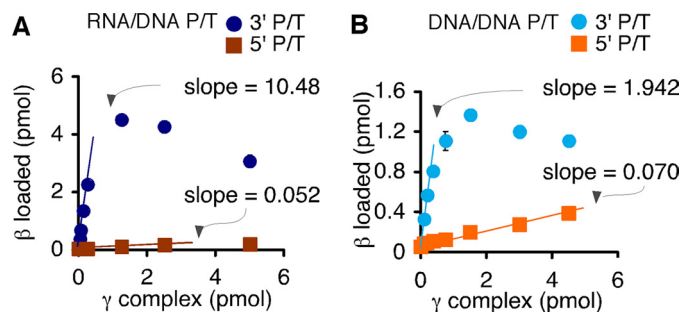 A
RNA/DNA P/T
3' P/T
5' P/T
β loaded (pmol)
6
4
2
0
0
2
4
6
γ complex (pmol)
slope = 10.48
slope = 0.052
B
DNA/DNA P/T
3' P/T
5' P/T
β loaded (pmol)
1.6
1.2
0.8
0.4
0
0
2
4
6
γ complex (pmol)
slope = 1.942
slope = 0.070